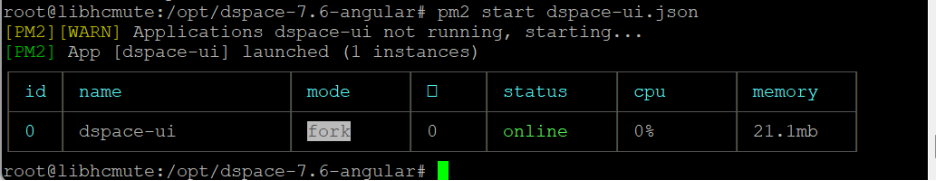 root@libhcmute:/opt/dspace-7.6-angular# pm2 start dspace-ui.json
[PM2][WARN] Applications dspace-ui not running, starting...
[PM2] App [dspace-ui] launched (1 instances)
id name mode □ status cpu memory
0 dspace-ui fork 0 online 0% 21.1mb
root@libhcmute:/opt/dspace-7.6-angular#